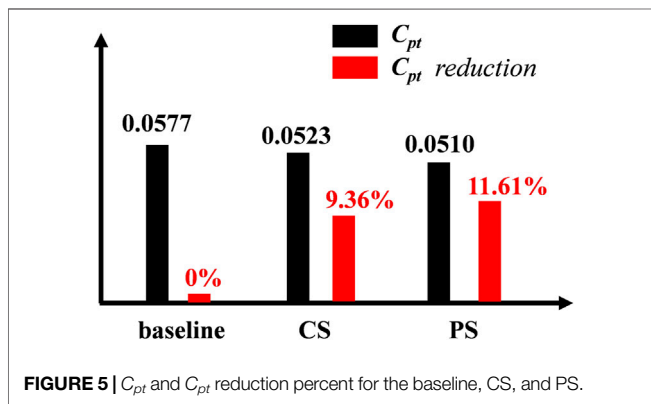 C_pt
C_pt reduction
0.0577
0.0523
0.0510
9.36%
11.61%
0%
baseline CS PS
FIGURE 5 | C_pt and C_pt reduction percent for the baseline, CS, and PS.